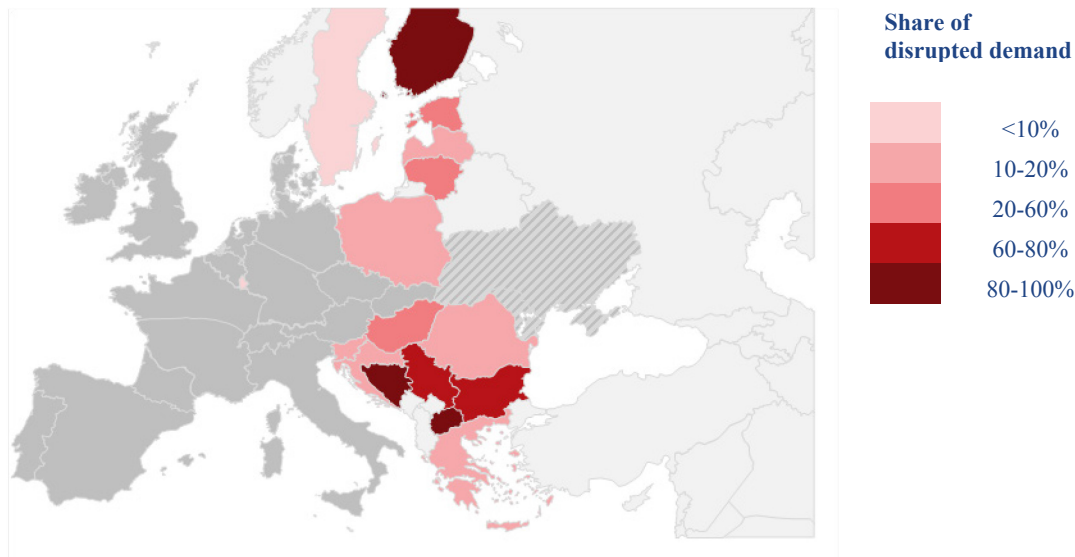 Share of
disrupted demand
<10%
10-20%
20-60%
60-80%
80-100%